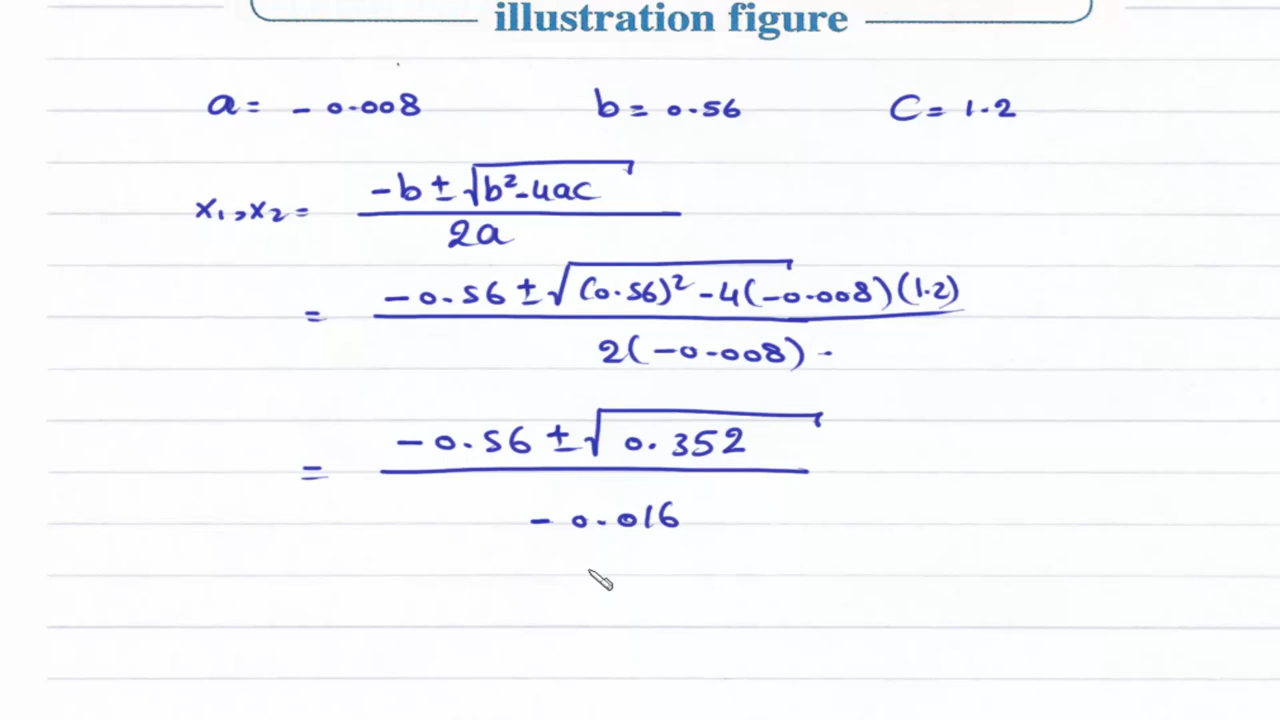 illustration figure
a = - 0.008 b = 0.56 C = 1.2
x₁,x₂ = (-b ± √(b²-4ac)) / 2a
= (-0.56 ± √((0.56)² - 4(-0.008)(1.2))) / 2(-0.008)
= (-0.56 ± √(0.352)) / -0.016